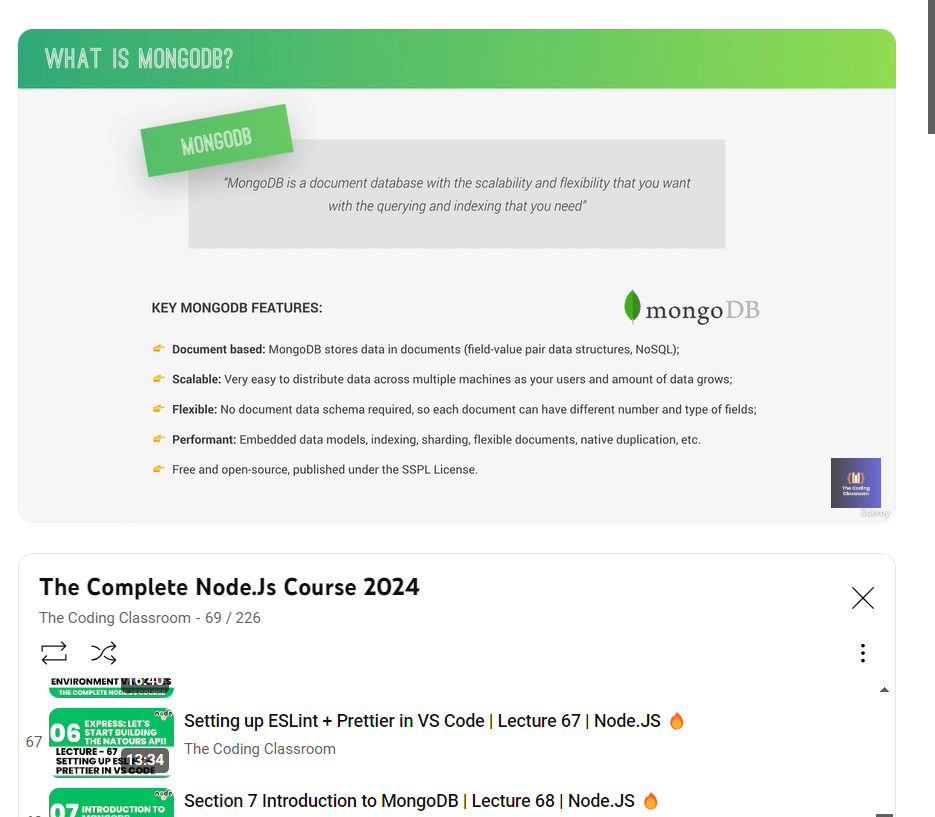 WHAT IS MONGODB?
MONGODB
“MongoDB is a document database with the scalability and flexibility that you want
with the querying and indexing that you need”
KEY MONGODB FEATURES:
mongoDB
👉 Document based: MongoDB stores data in documents (field-value pair data structures, NoSQL);
👉 Scalable: Very easy to distribute data across multiple machines as your users and amount of data grows;
👉 Flexible: No document data schema required, so each document can have different number and type of fields;
👉 Performant: Embedded data models, indexing, sharding, flexible documents, native duplication, etc.
👉 Free and open-source, published under the SSPL License.
The Coding
Classroom
Udemy
The Complete Node.Js Course 2024
The Coding Classroom - 69 / 226
ENVIRONMENT
16:40
THE COMPLETE NODE.JS COURSE
67
node
06 EXPRESS: LET'S
START BUILDING
THE NATOURS API!
LECTURE - 67
SETTING UP
PRETTIER IN VS CODE
13:34
Setting up ESLint + Prettier in VS Code | Lecture 67 | Node.JS 🔥
The Coding Classroom
node
07 INTRODUCTION TO
Section 7 Introduction to MongoDB | Lecture 68 | Node.JS 🔥